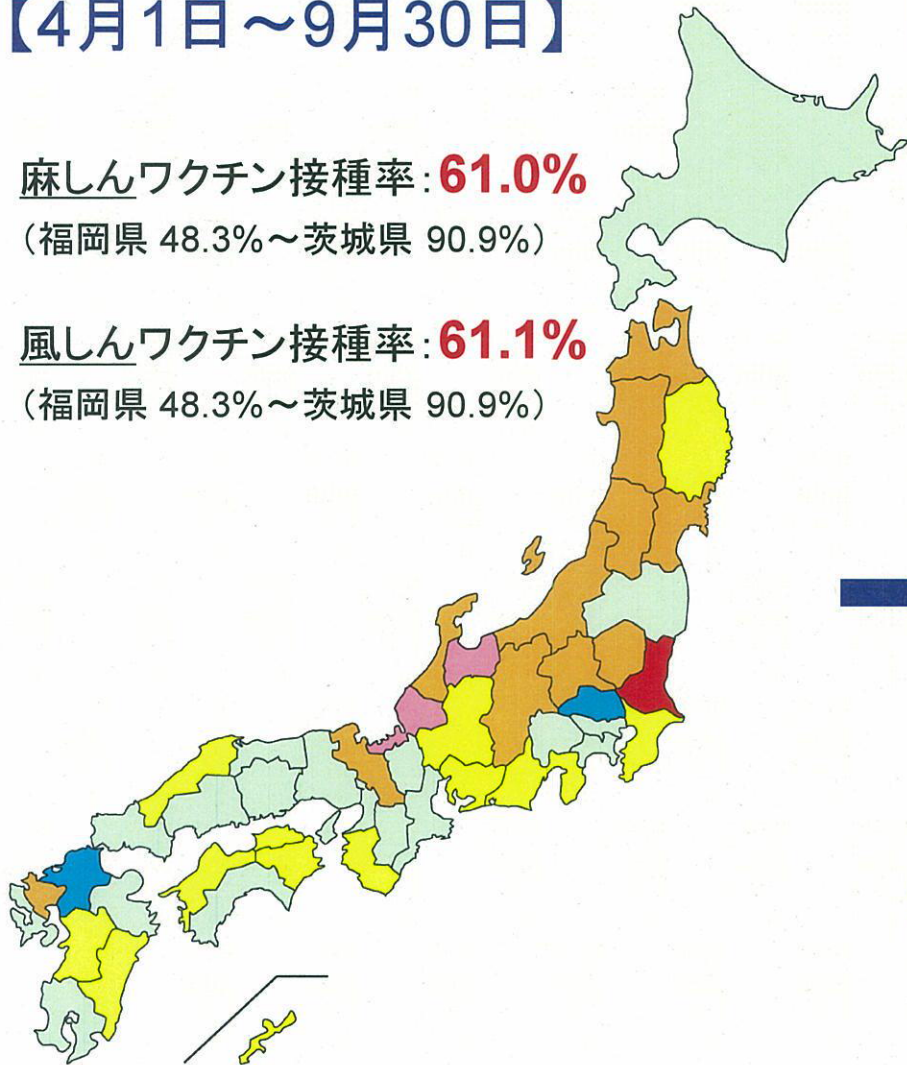 【4月1日～9月30日】
麻しんワクチン接種率：61.0%
（福岡県 48.3%～茨城県 90.9%）
風しんワクチン接種率：61.1%
（福岡県 48.3%～茨城県 90.9%）